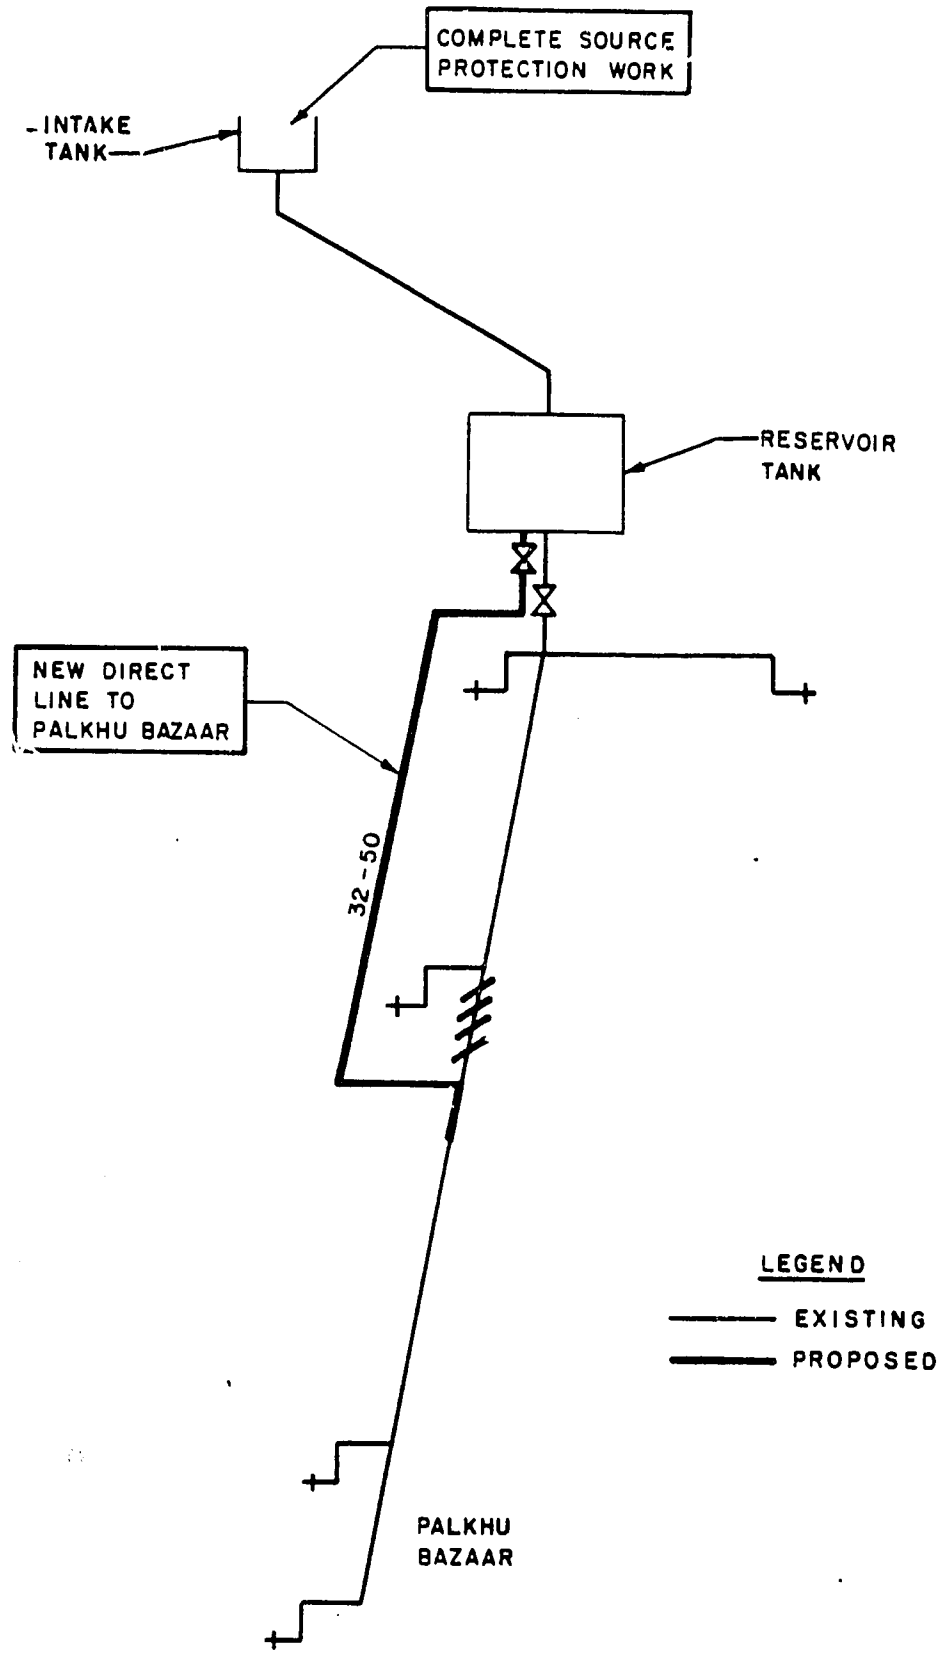 COMPLETE SOURCE
PROTECTION WORK
INTAKE
TANK
RESERVOIR
TANK
NEW DIRECT
LINE TO
PALKHU BAZAAR
32-50
LEGEND
EXISTING
PROPOSED
PALKHU
BAZAAR